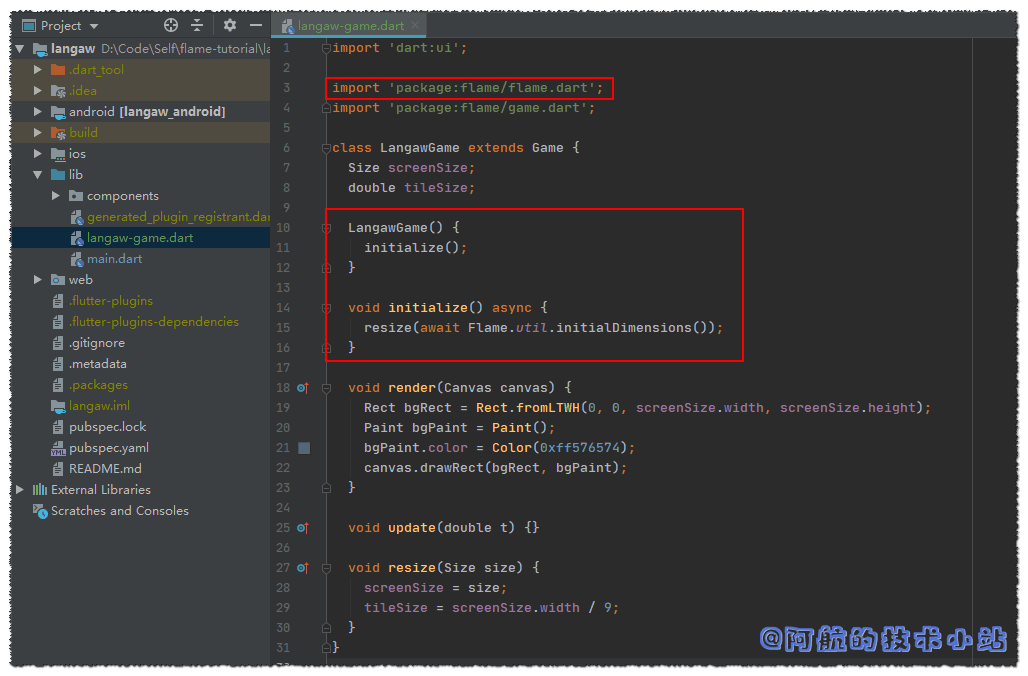 Project
langaw D:\Code\Self\flame-tutorial\la
.dart_tool
.idea
android [langaw_android]
build
ios
lib
components
generated_plugin_registrant.dar
langaw-game.dart
main.dart
web
.flutter-plugins
.flutter-plugins-dependencies
.gitignore
.metadata
.packages
langaw.iml
pubspec.lock
pubspec.yaml
README.md
External Libraries
Scratches and Consoles
langaw-game.dart
1 import 'dart:ui';
2
3 import 'package:flame/flame.dart';
4 import 'package:flame/game.dart';
5
6 class LangawGame extends Game {
7 Size screenSize;
8 double tileSize;
9
10 LangawGame() {
11 initialize();
12 }
13
14 void initialize() async {
15 resize(await Flame.util.initialDimensions());
16 }
17
18 void render(Canvas canvas) {
19 Rect bgRect = Rect.fromLTWH(0, 0, screenSize.width, screenSize.height);
20 Paint bgPaint = Paint();
21 bgPaint.color = Color(0xff576574);
22 canvas.drawRect(bgRect, bgPaint);
23 }
24
25 void update(double t) {}
26
27 void resize(Size size) {
28 screenSize = size;
29 tileSize = screenSize.width / 9;
30 }
31 }
@阿航的技术小站